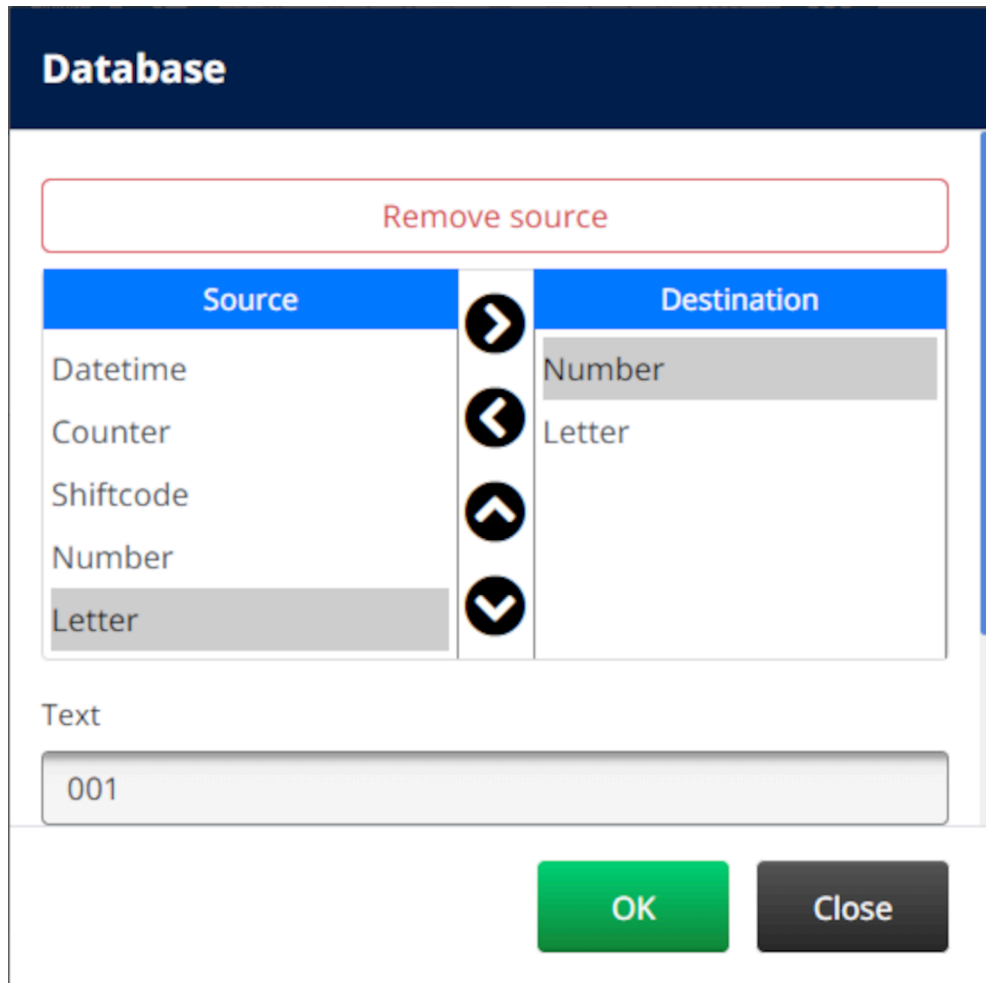 Database
Remove source
Source
Destination
Datetime
Counter
Shiftcode
Number
Letter
Number
Letter
Text
001
OK
Close